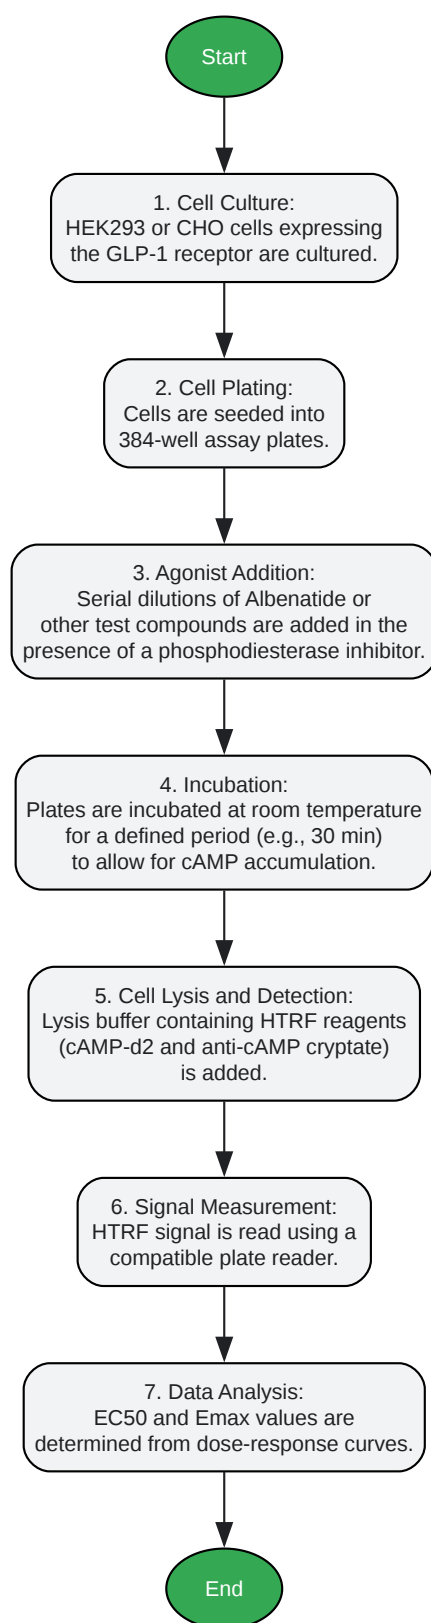 Start
1. Cell Culture:
HEK293 or CHO cells expressing
the GLP-1 receptor are cultured.
2. Cell Plating:
Cells are seeded into
384-well assay plates.
3. Agonist Addition:
Serial dilutions of Albenatide or
other test compounds are added in the
presence of a phosphodiesterase inhibitor.
4. Incubation:
Plates are incubated at room temperature
for a defined period (e.g., 30 min)
to allow for cAMP accumulation.
5. Cell Lysis and Detection:
Lysis buffer containing HTRF reagents
(cAMP-d2 and anti-cAMP cryptate)
is added.
6. Signal Measurement:
HTRF signal is read using a
compatible plate reader.
7. Data Analysis:
EC50 and Emax values are
determined from dose-response curves.
End